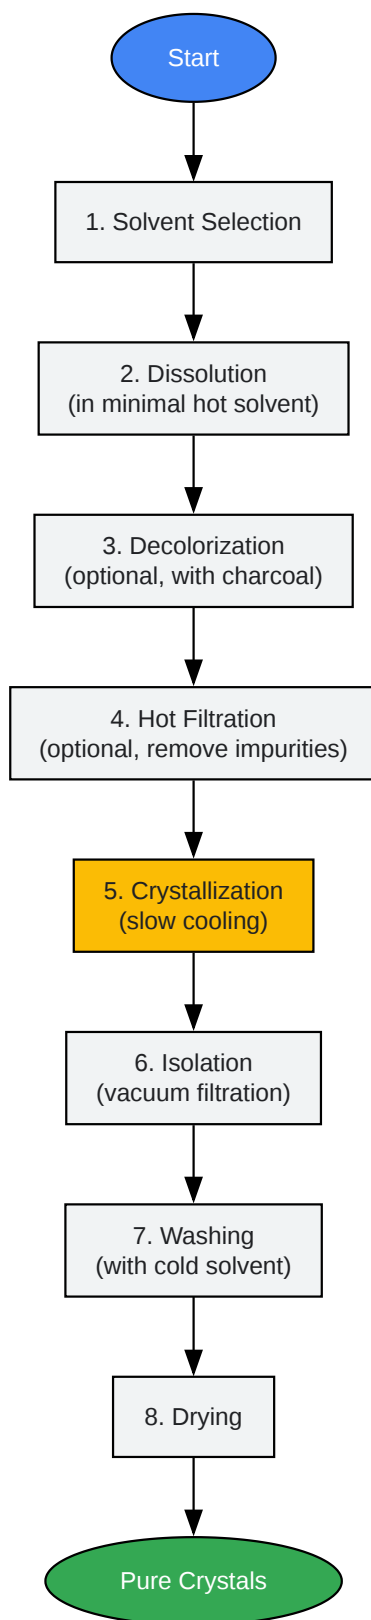 Start
1. Solvent Selection
2. Dissolution
(in minimal hot solvent)
3. Decolorization
(optional, with charcoal)
4. Hot Filtration
(optional, remove impurities)
5. Crystallization
(slow cooling)
6. Isolation
(vacuum filtration)
7. Washing
(with cold solvent)
8. Drying
Pure Crystals